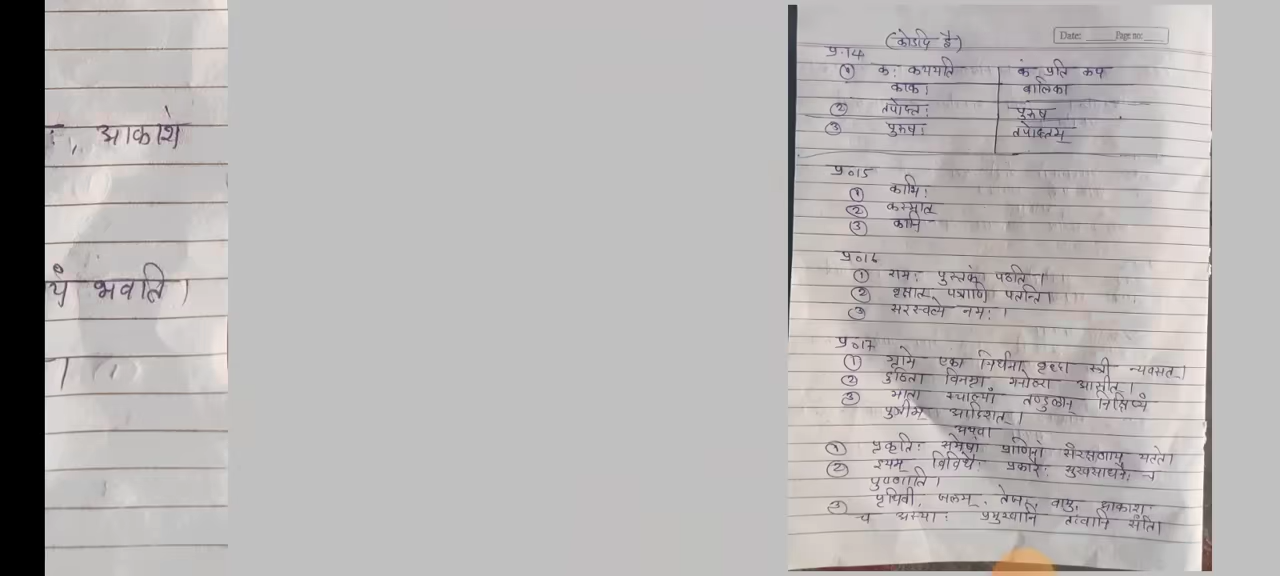 , आकाशे
यं भवति।
(कोडपि है)
Date: Page no:
प्र.14
① कः कथयति कं प्रति कथ
काकः बालिका
② तपोदत्तः पुरुष
③ पुरुषः तपोदत्तम्
प्र०15
① काभिः
② कस्मात्
③ कानि
प्र०16
① रामः पुस्तकं पठति।
② वृक्षात् पत्राणि पतन्ति।
③ सरस्वत्यै नमः।
प्र०17
① ग्रामे एका निर्धना वृद्धा स्त्री न्यवसत्।
② दुहिता विनम्रा मनोहरा आसीत्।
③ माता स्थाल्यां तण्डुलान् निक्षिप्य
पुत्रीम् आदिशत्।
अथवा
① प्रकृतिः समेषां प्राणिनां संरक्षणाय यतते।
② इयम् विविधैः प्रकारैः सुखसाधनैः च
पुष्णाति।
③ पृथिवी, जलम्, तेजः, वायुः, आकाशः
च अस्याः प्रमुखानि तत्वानि सन्ति।